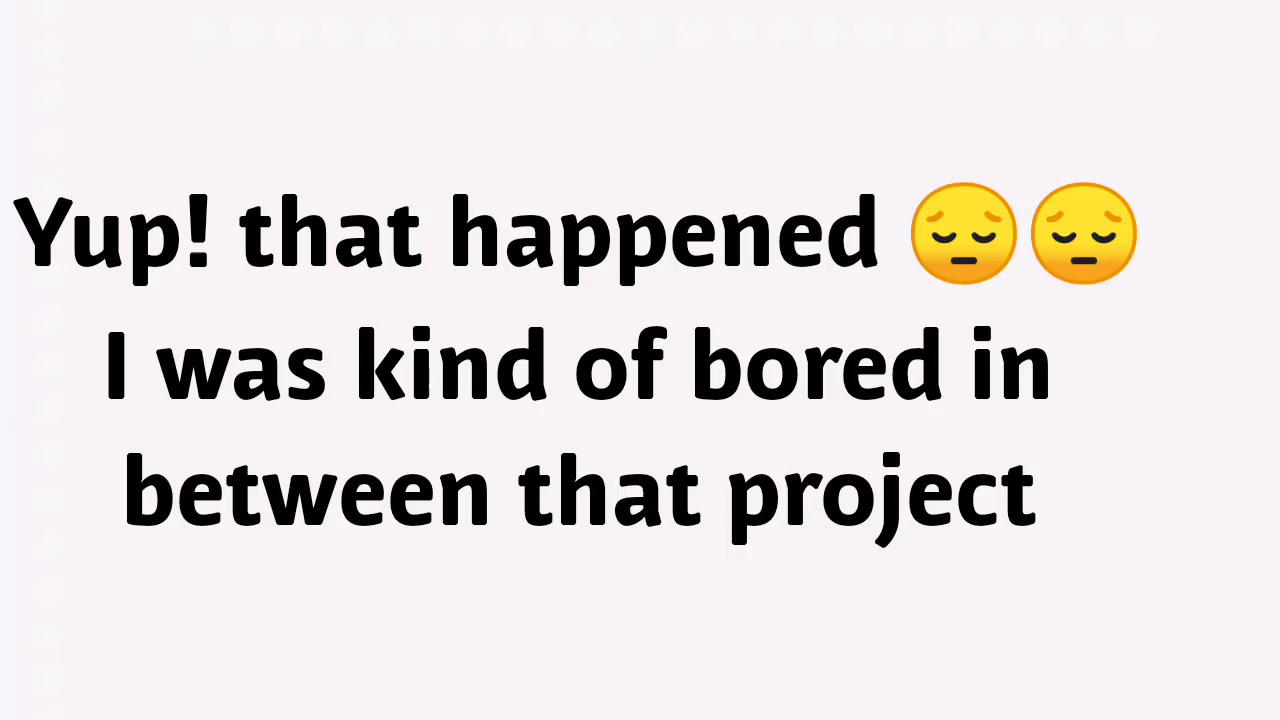 Yup! that happened 😔😔
I was kind of bored in
between that project